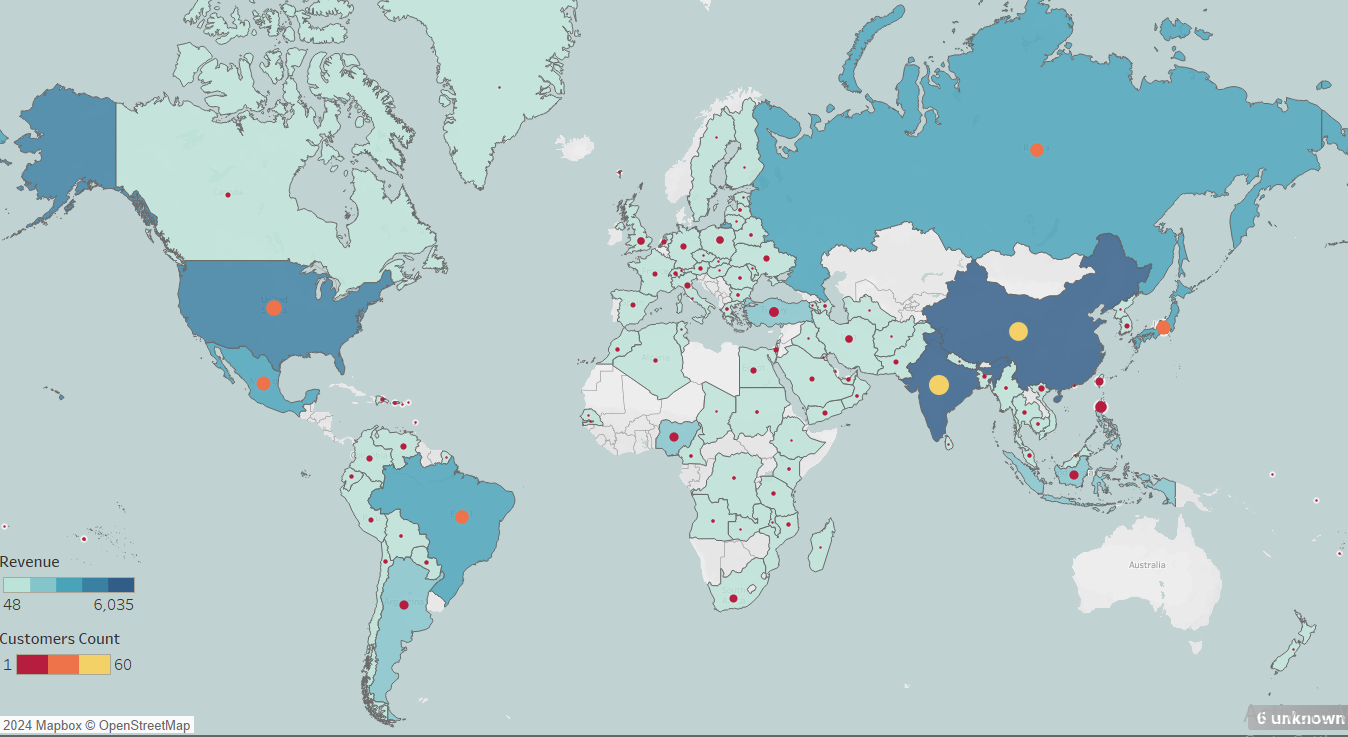 Australia
Revenue
48 6,035
Customers Count
1 60
2024 Mapbox © OpenStreetMap
6 unknown